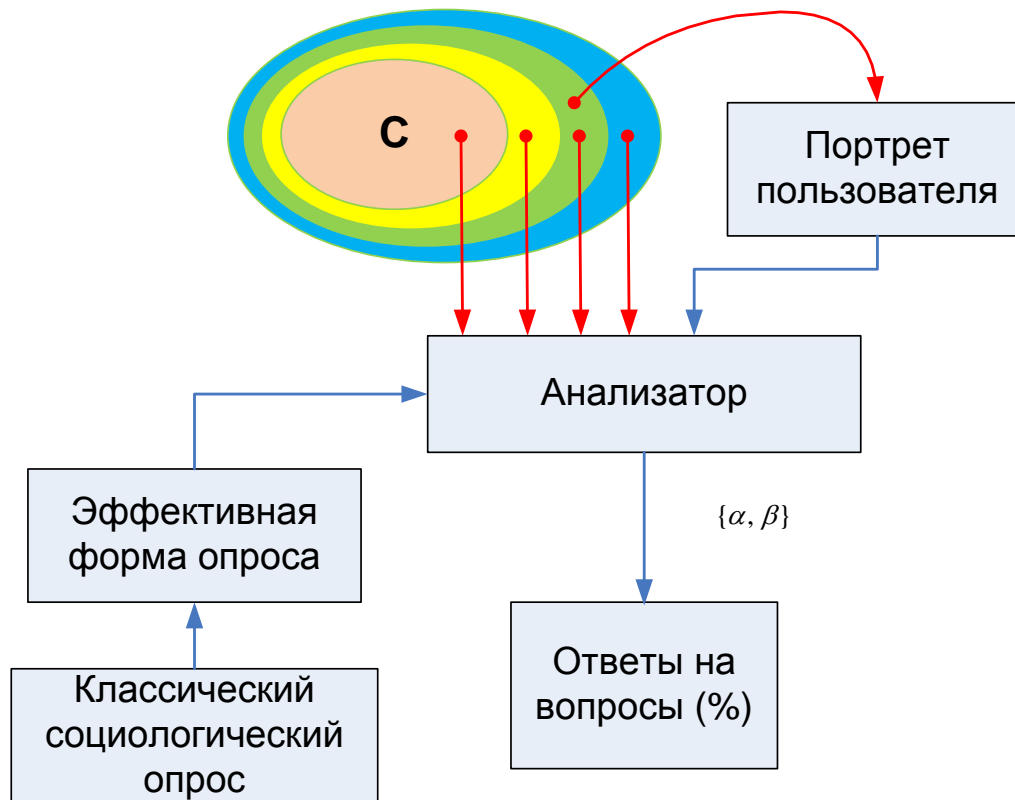 С
Портрет
пользователя
Анализатор
Эффективная
форма опроса
{α, β}
Ответы на
вопросы (%)
Классический
социологический
опрос